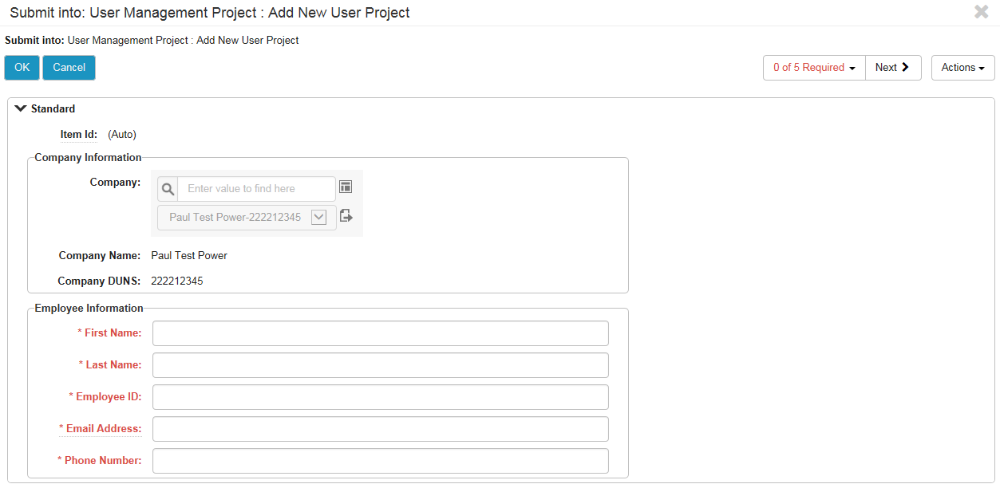 Submit into: User Management Project : Add New User Project
Submit into: User Management Project : Add New User Project
OK Cancel 0 of 5 Required Next Actions
Standard
Item Id: (Auto)
Company Information
Company: Enter value to find here
Paul Test Power-222212345
Company Name: Paul Test Power
Company DUNS: 222212345
Employee Information
* First Name:
* Last Name:
* Employee ID:
* Email Address:
* Phone Number: